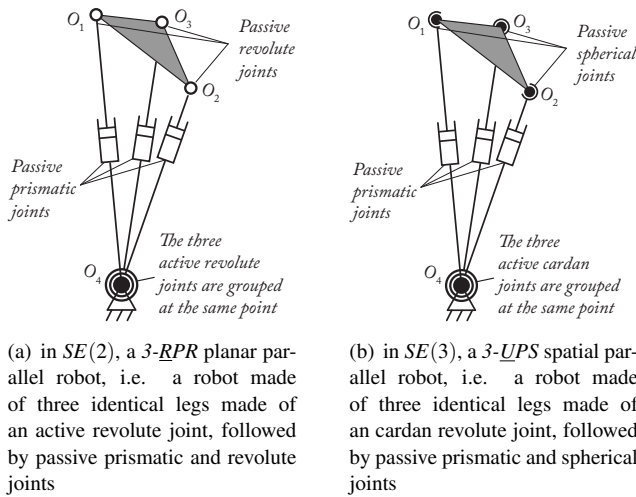 O1
O3
Passive
revolute
joints
O2
Passive
prismatic
joints
O4
The three
active revolute
joints are grouped
at the same point
(a) in SE(2), a 3-RPR planar par-
allel robot, i.e. a robot made
of three identical legs made of
an active revolute joint, followed
by passive prismatic and revolute
joints
O1
O3
Passive
spherical
joints
O2
Passive
prismatic
joints
O4
The three
active cardan
joints are grouped
at the same point
(b) in SE(3), a 3-UPS spatial par-
allel robot, i.e. a robot made
of three identical legs made of
an cardan revolute joint, followed
by passive prismatic and spherical
joints